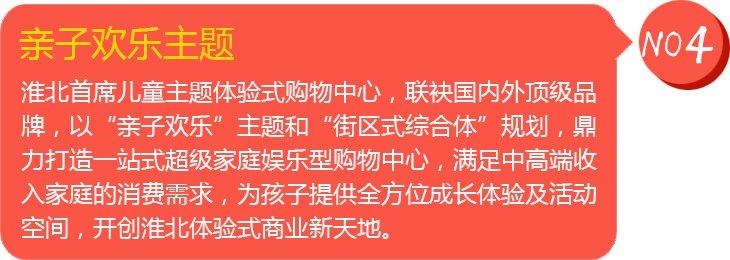 亲子欢乐主题
NO4
淮北首席儿童主题体验式购物中心，联袂国内外顶级品
牌，以“亲子欢乐”主题和“街区式综合体”规划，鼎
力打造一站式超级家庭娱乐型购物中心，满足中高端收
入家庭的消费需求，为孩子提供全方位成长体验及活动
空间，开创淮北体验式商业新天地。